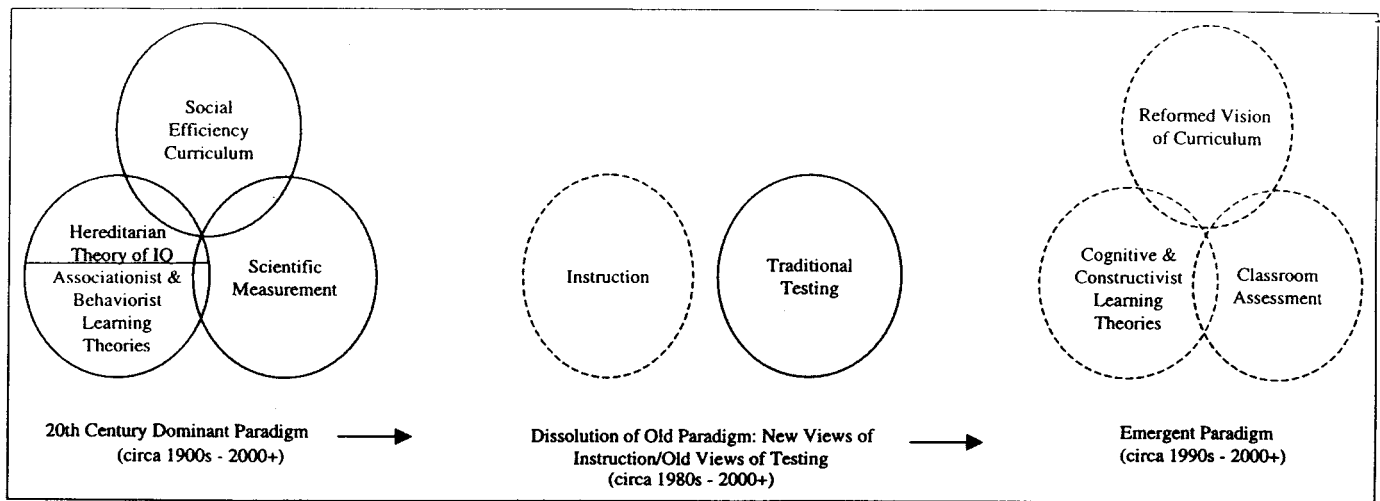 Social
Efficiency
Curriculum
Hereditarian
Theory of IQ
Associationist &
Behaviorist
Learning
Theories
Scientific
Measurement
20th Century Dominant Paradigm
(circa 1900s - 2000+)
Instruction
Traditional
Testing
Dissolution of Old Paradigm: New Views of
Instruction/Old Views of Testing
(circa 1980s - 2000+)
Reformed Vision
of Curriculum
Cognitive &
Constructivist
Learning
Theories
Classroom
Assessment
Emergent Paradigm
(circa 1990s - 2000+)